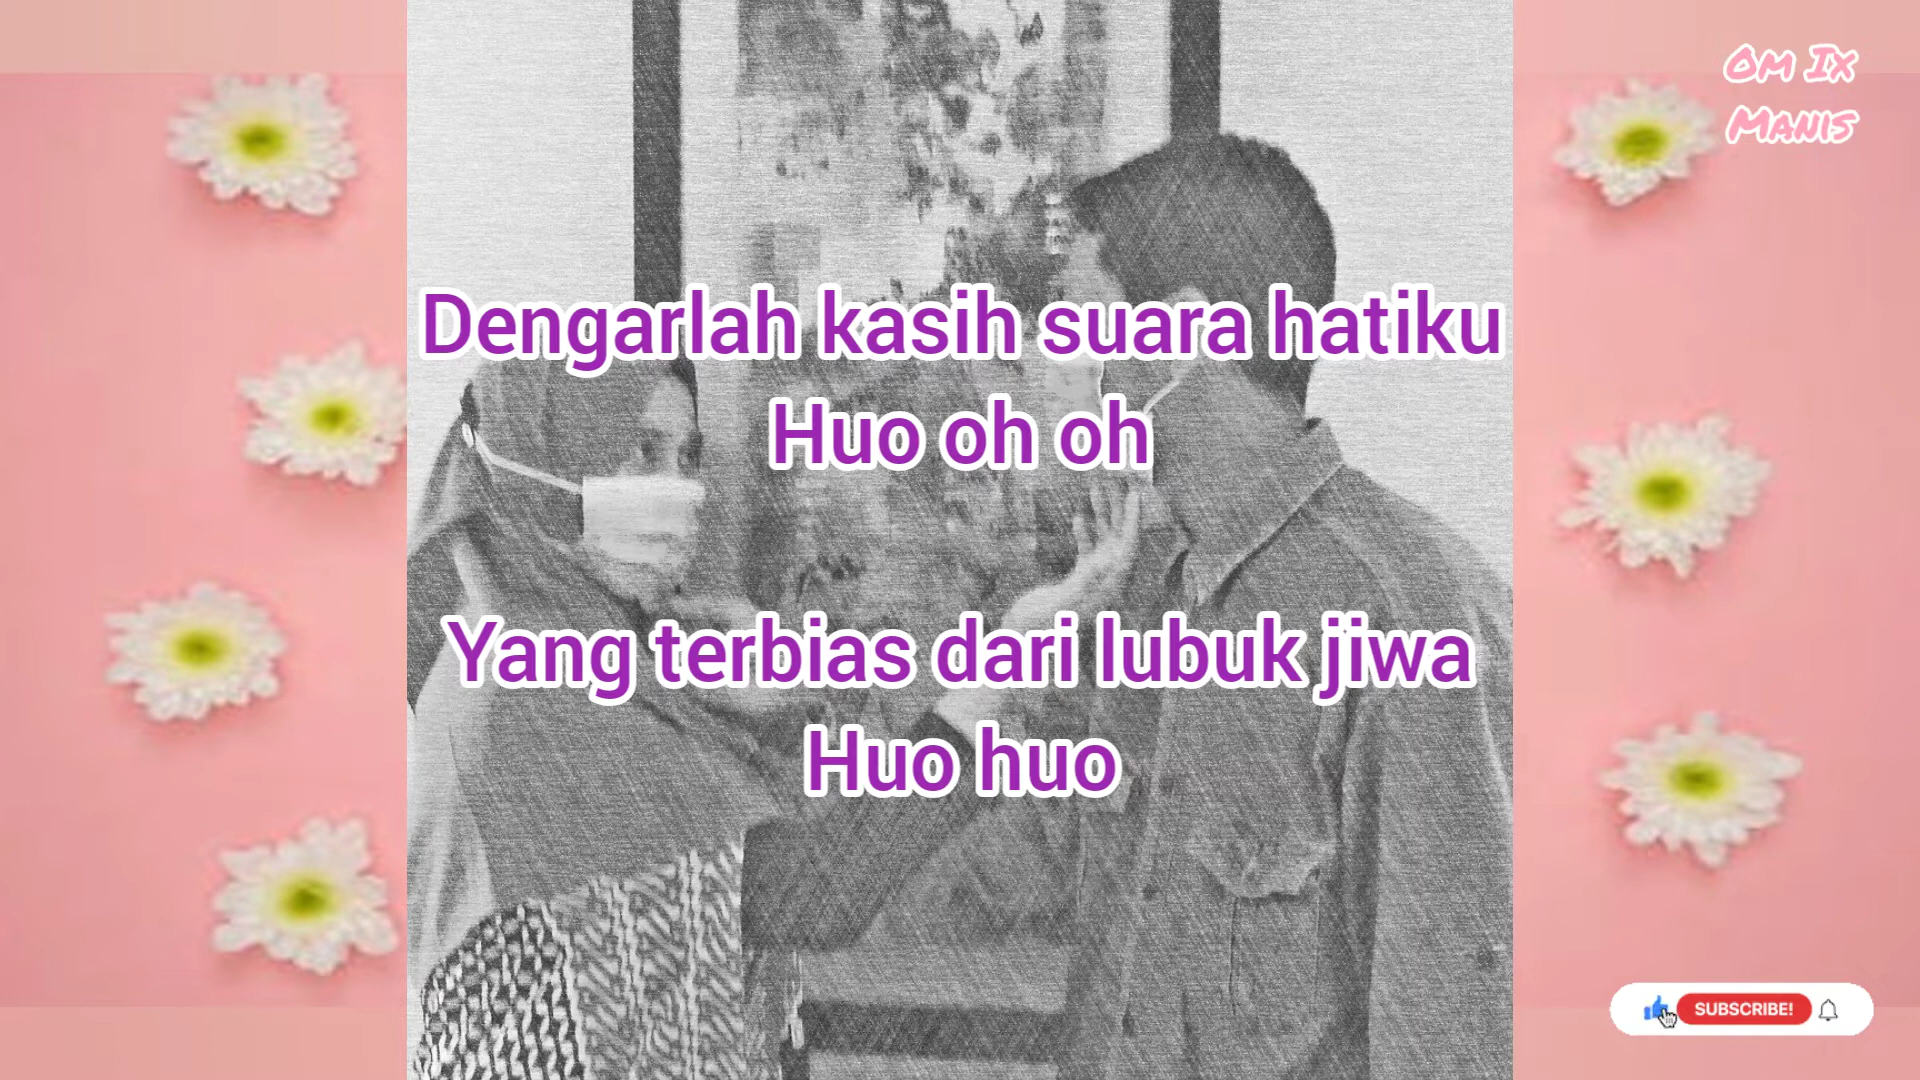 Om Ix
Manis
Dengarlah kasih suara hatiku
Huo oh oh
Yang terbias dari lubuk jiwa
Huo huo
SUBSCRIBE!